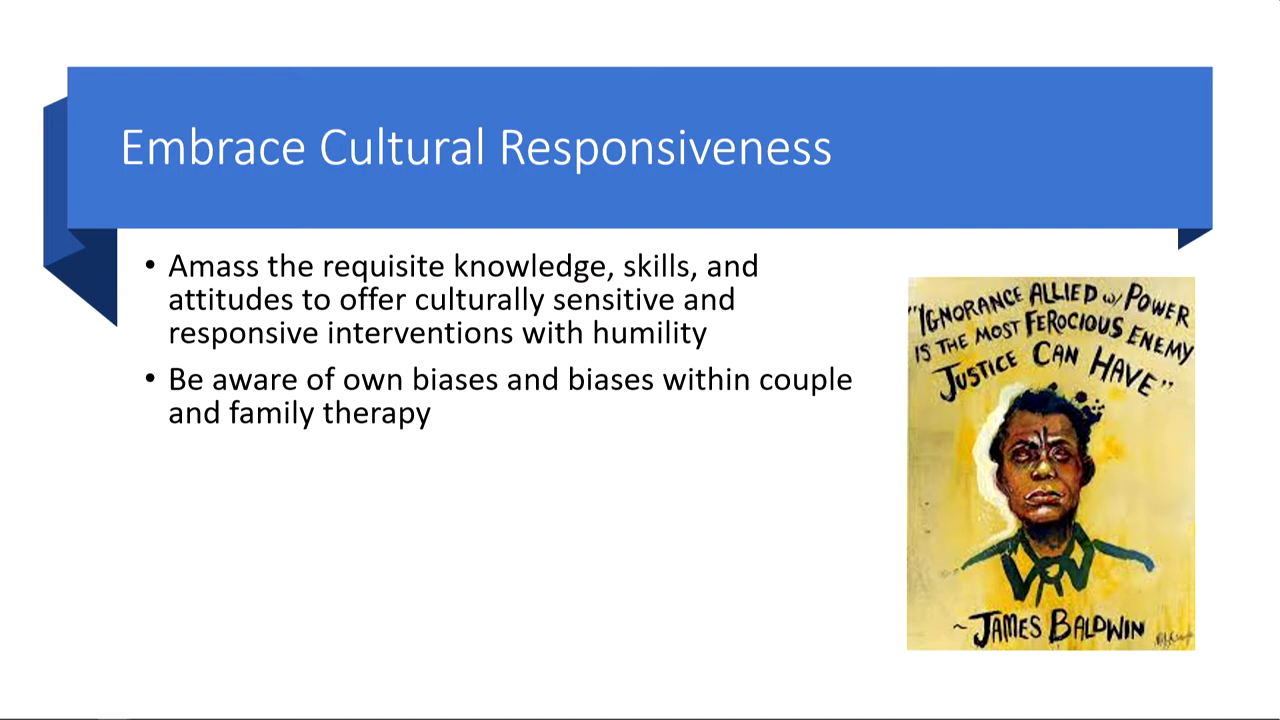 Embrace Cultural Responsiveness
• Amass the requisite knowledge, skills, and
attitudes to offer culturally sensitive and
responsive interventions with humility
• Be aware of own biases and biases within couple
and family therapy
"IGNORANCE ALLIED w/ POWER
IS THE MOST FEROCIOUS ENEMY
JUSTICE CAN HAVE"
~JAMES BALDWIN